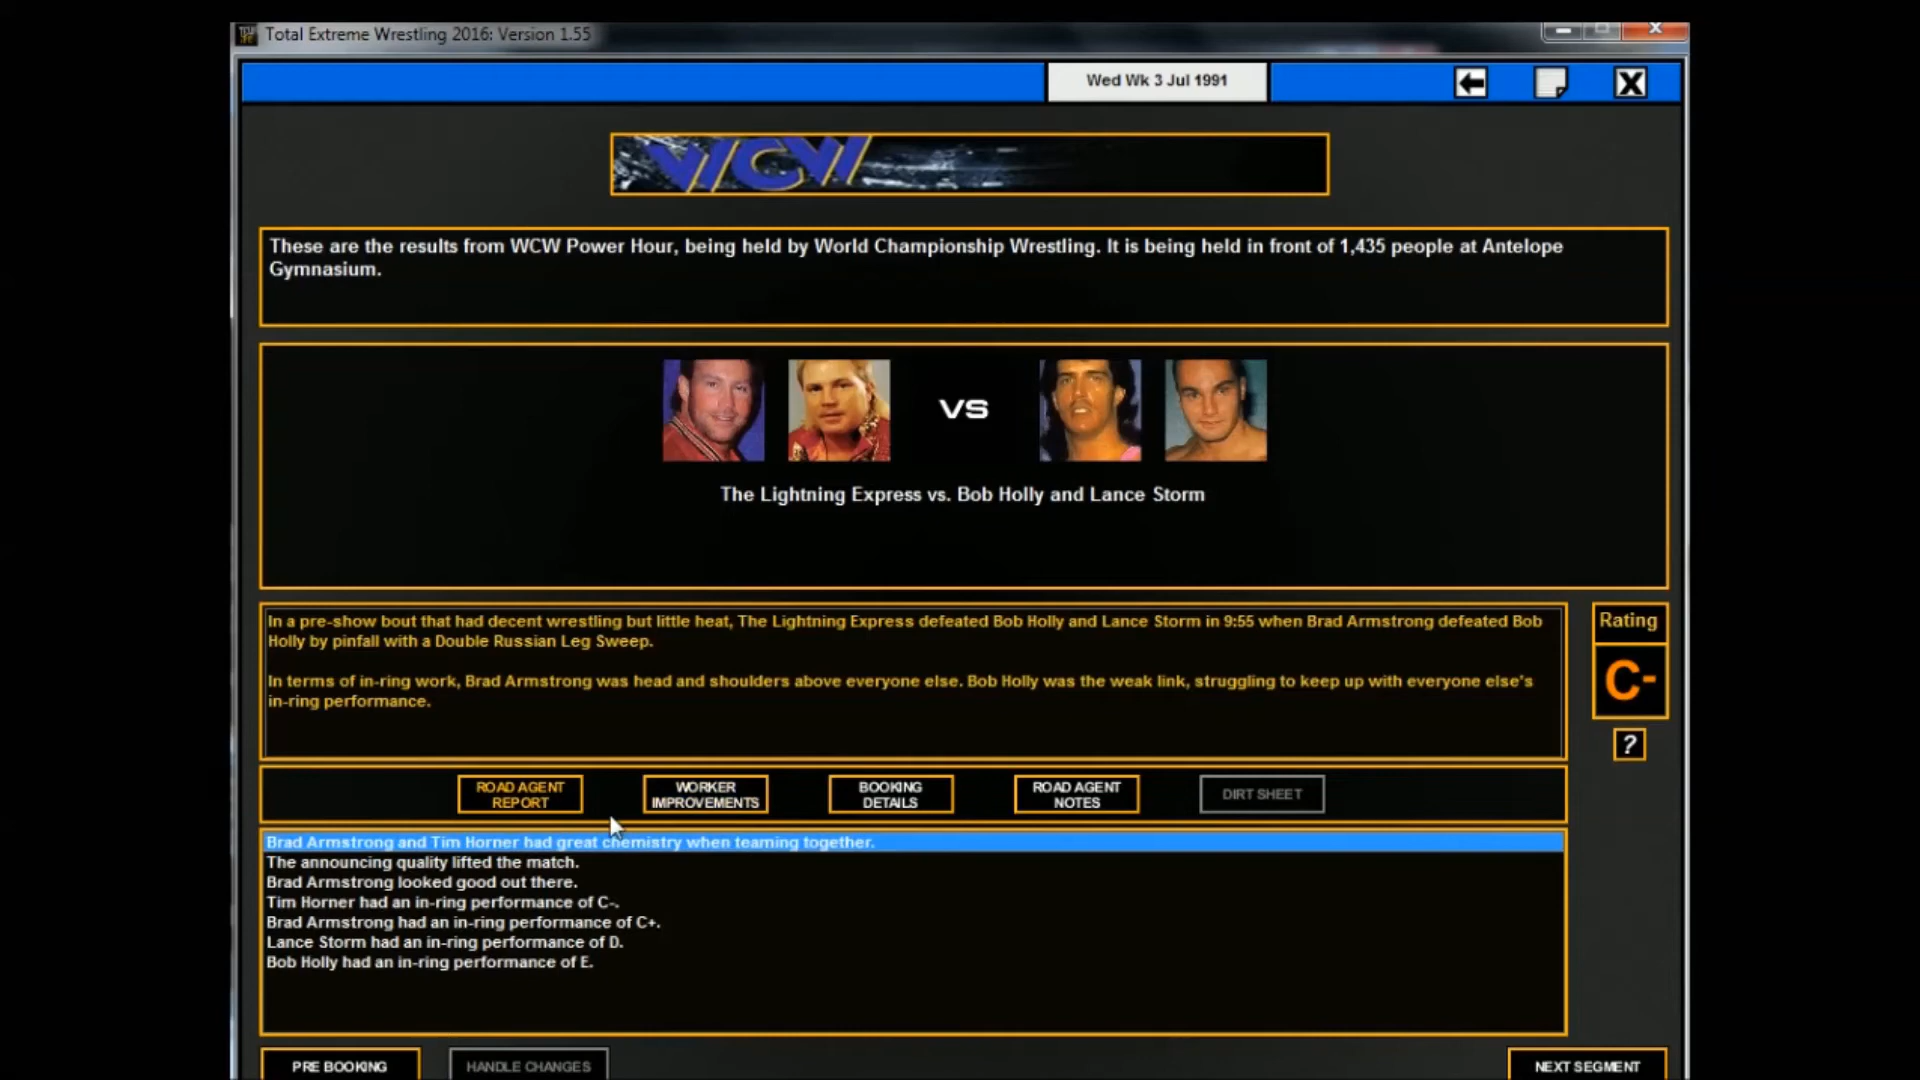 Total Extreme Wrestling 2016: Version 1.55
Wed Wk 3 Jul 1991
WCW
These are the results from WCW Power Hour, being held by World Championship Wrestling. It is being held in front of 1,435 people at Antelope
Gymnasium.
VS
The Lightning Express vs. Bob Holly and Lance Storm
In a pre-show bout that had decent wrestling but little heat, The Lightning Express defeated Bob Holly and Lance Storm in 9:55 when Brad Armstrong defeated Bob
Holly by pinfall with a Double Russian Leg Sweep.
In terms of in-ring work, Brad Armstrong was head and shoulders above everyone else. Bob Holly was the weak link, struggling to keep up with everyone else's
in-ring performance.
Rating
C-
?
ROAD AGENT
REPORT
WORKER
IMPROVEMENTS
BOOKING
DETAILS
ROAD AGENT
NOTES
DIRT SHEET
Brad Armstrong and Tim Horner had great chemistry when teaming together.
The announcing quality lifted the match.
Brad Armstrong looked good out there.
Tim Horner had an in-ring performance of C-.
Brad Armstrong had an in-ring performance of C+.
Lance Storm had an in-ring performance of D.
Bob Holly had an in-ring performance of E.
PRE BOOKING
HANDLE CHANGES
NEXT SEGMENT